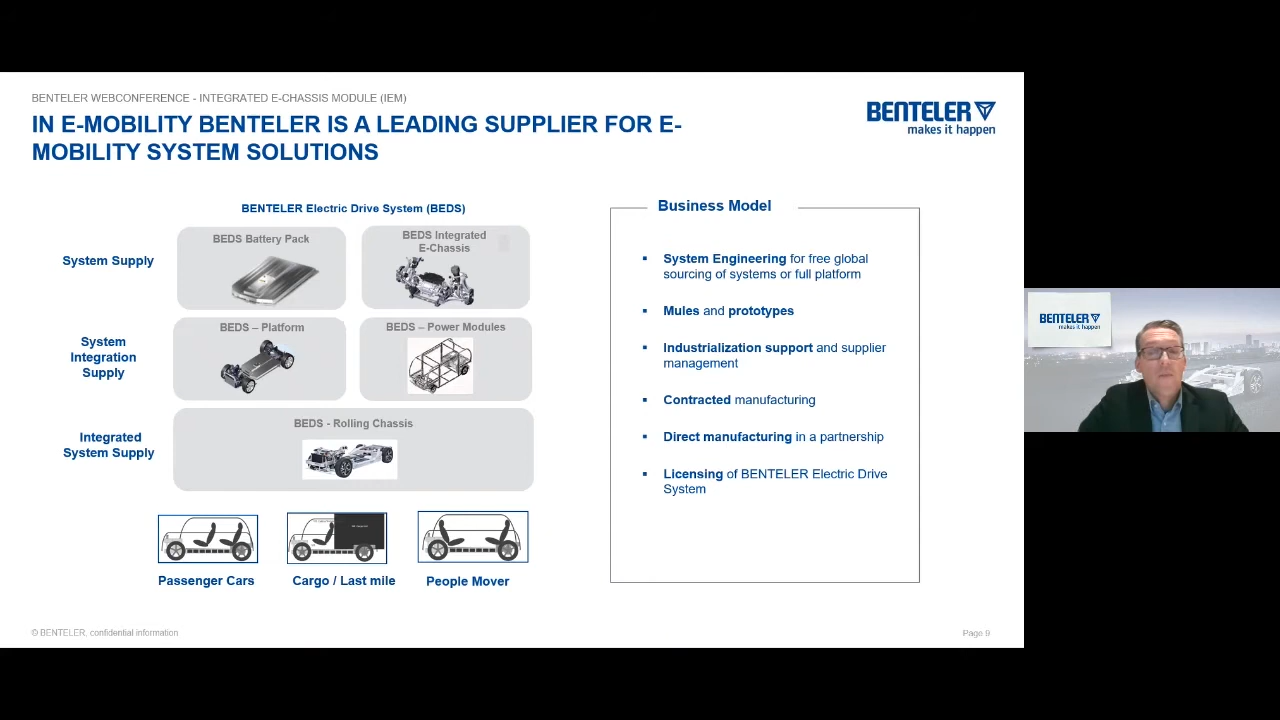 BENTELER WEBCONFERENCE - INTEGRATED E-CHASSIS MODULE (IEM)
IN E-MOBILITY BENTELER IS A LEADING SUPPLIER FOR E-
MOBILITY SYSTEM SOLUTIONS
BENTELER
makes it happen
BENTELER Electric Drive System (BEDS)
System Supply
BEDS Battery Pack
BEDS Integrated
E-Chassis
System
Integration
Supply
BEDS – Platform
BEDS – Power Modules
Integrated
System Supply
BEDS - Rolling Chassis
Passenger Cars
Cargo / Last mile
People Mover
Business Model
▪ System Engineering for free global
sourcing of systems or full platform
▪ Mules and prototypes
▪ Industrialization support and supplier
management
▪ Contracted manufacturing
▪ Direct manufacturing in a partnership
▪ Licensing of BENTELER Electric Drive
System
© BENTELER, confidential information
Page 9
BENTELER
makes it happen